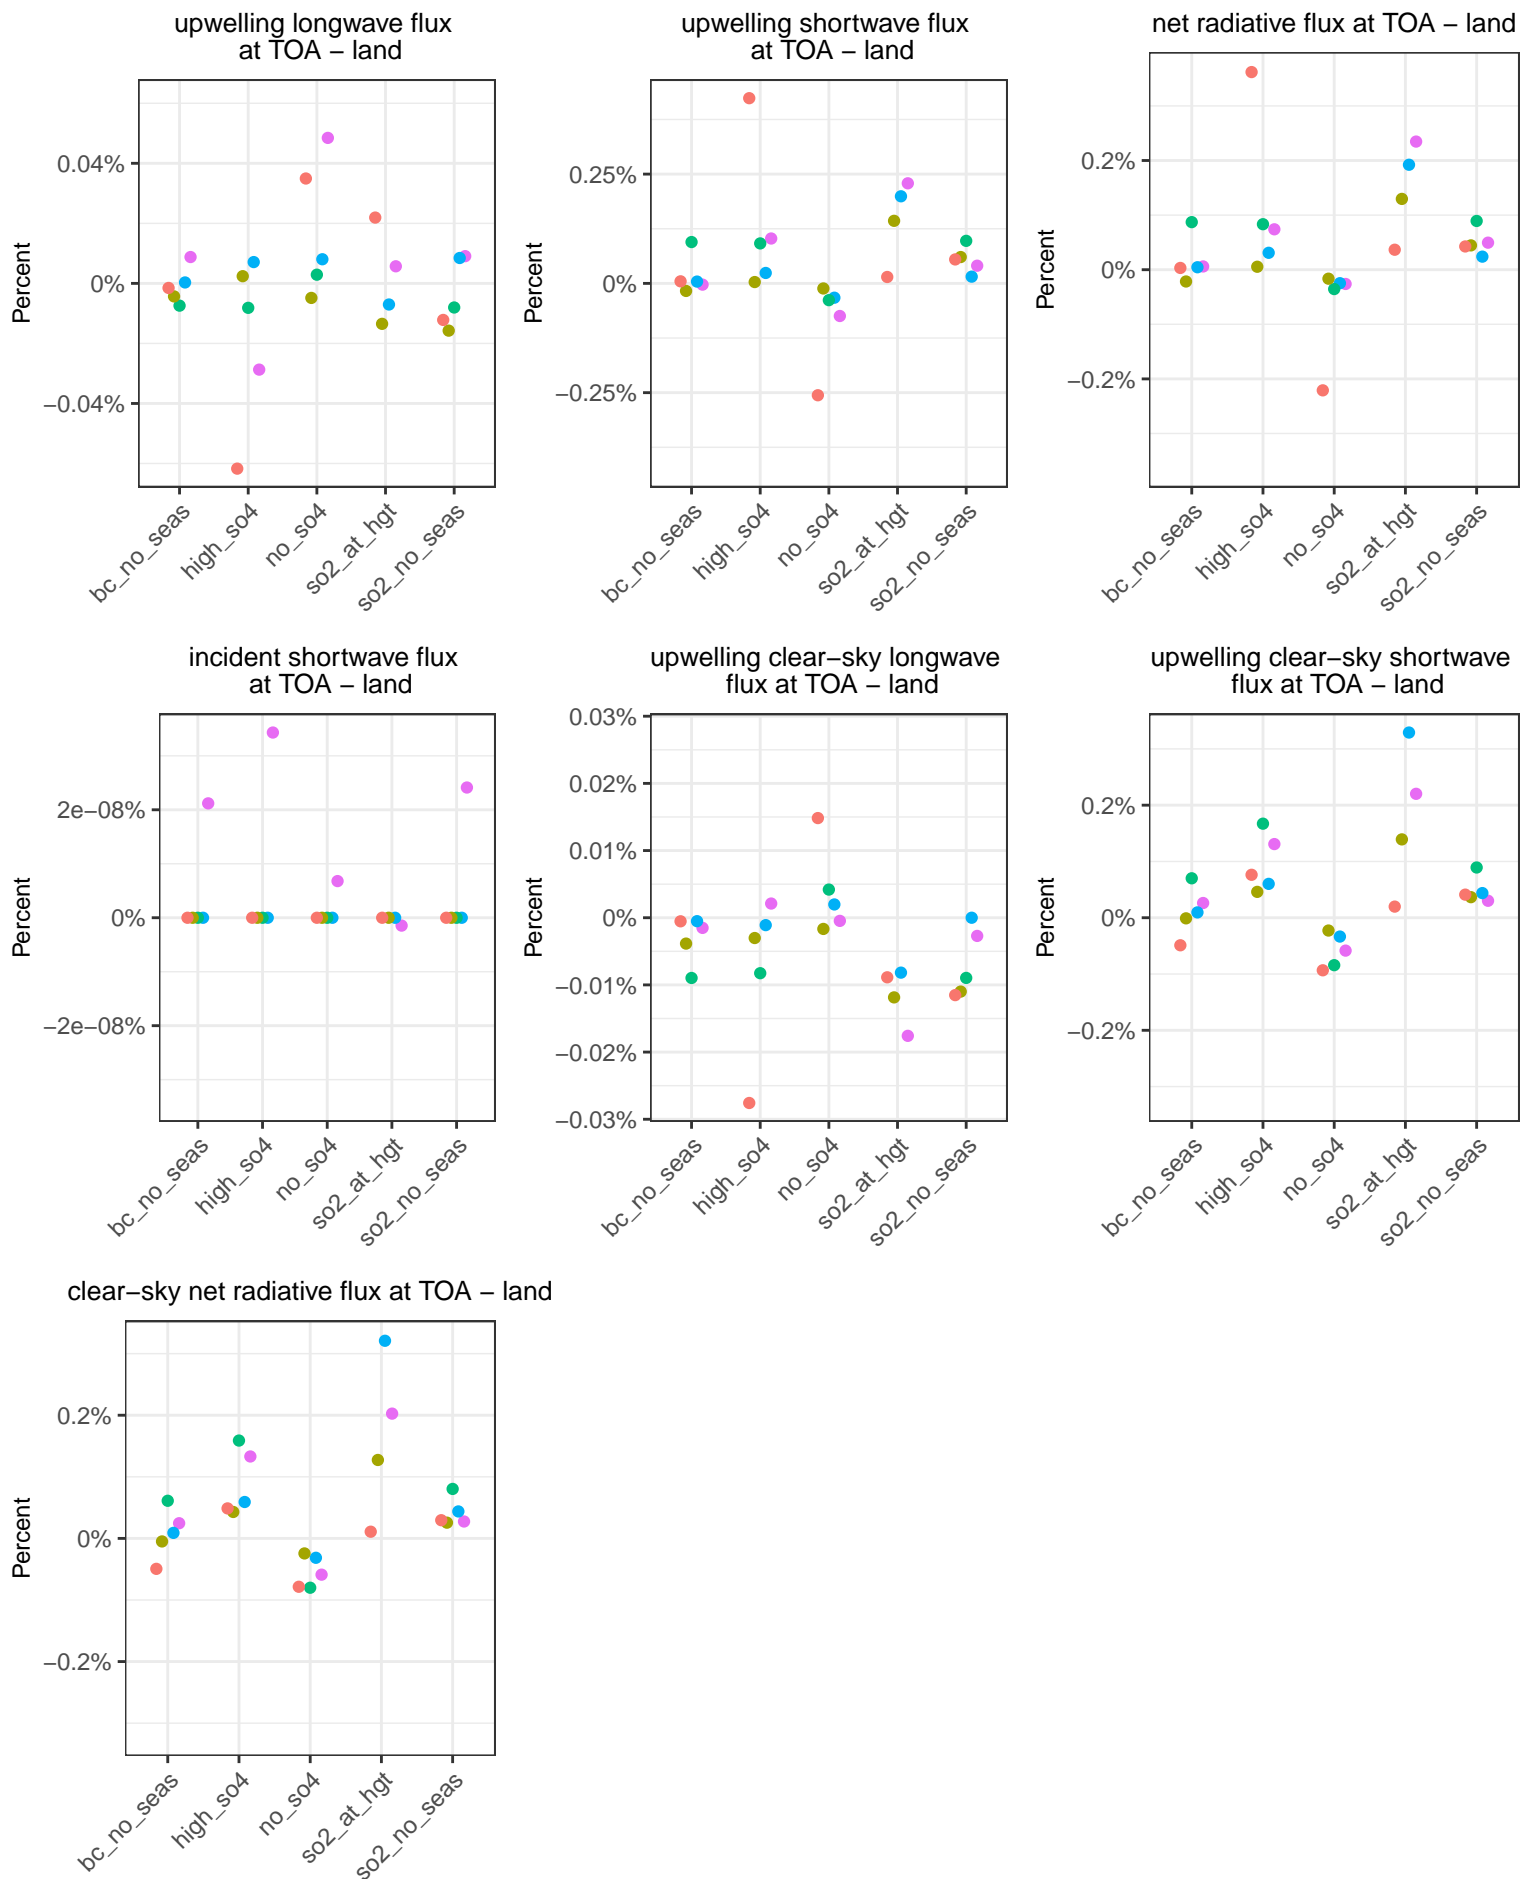 upwelling longwave flux
at TOA − land
Percent
0.04%
0%
−0.04%
bc_no_seas
high_so4
no_so4
so2_at_hgt
so2_no_seas
upwelling shortwave flux
at TOA − land
Percent
0.25%
0%
−0.25%
bc_no_seas
high_so4
no_so4
so2_at_hgt
so2_no_seas
net radiative flux at TOA − land
Percent
0.2%
0%
−0.2%
bc_no_seas
high_so4
no_so4
so2_at_hgt
so2_no_seas
incident shortwave flux
at TOA − land
Percent
2e−08%
0%
−2e−08%
bc_no_seas
high_so4
no_so4
so2_at_hgt
so2_no_seas
upwelling clear−sky longwave
flux at TOA − land
Percent
0.03%
0.02%
0.01%
0%
−0.01%
−0.02%
−0.03%
bc_no_seas
high_so4
no_so4
so2_at_hgt
so2_no_seas
upwelling clear−sky shortwave
flux at TOA − land
Percent
0.2%
0%
−0.2%
bc_no_seas
high_so4
no_so4
so2_at_hgt
so2_no_seas
clear−sky net radiative flux at TOA − land
Percent
0.2%
0%
−0.2%
bc_no_seas
high_so4
no_so4
so2_at_hgt
so2_no_seas